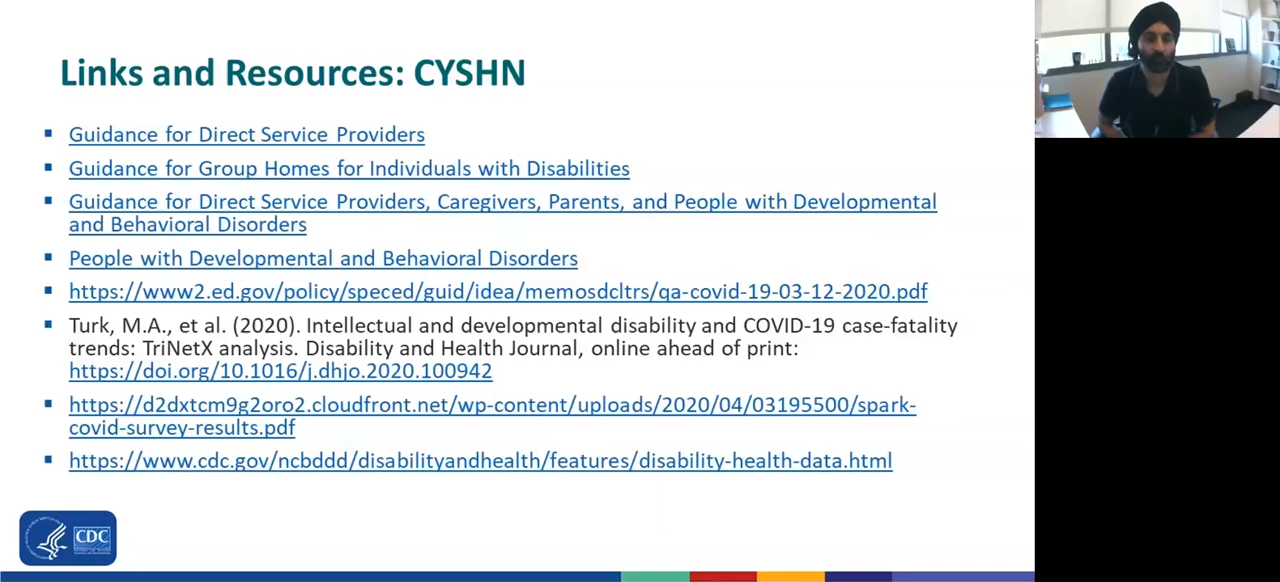 Links and Resources: CYSHN
Guidance for Direct Service Providers
Guidance for Group Homes for Individuals with Disabilities
Guidance for Direct Service Providers, Caregivers, Parents, and People with Developmental
and Behavioral Disorders
People with Developmental and Behavioral Disorders
https://www2.ed.gov/policy/speced/guid/idea/memosdcltrs/qa-covid-19-03-12-2020.pdf
Turk, M.A., et al. (2020). Intellectual and developmental disability and COVID-19 case-fatality
trends: TriNetX analysis. Disability and Health Journal, online ahead of print:
https://doi.org/10.1016/j.dhjo.2020.100942
https://d2dxtcm9g2oro2.cloudfront.net/wp-content/uploads/2020/04/03195500/spark-
covid-survey-results.pdf
https://www.cdc.gov/ncbddd/disabilityandhealth/features/disability-health-data.html
CDC